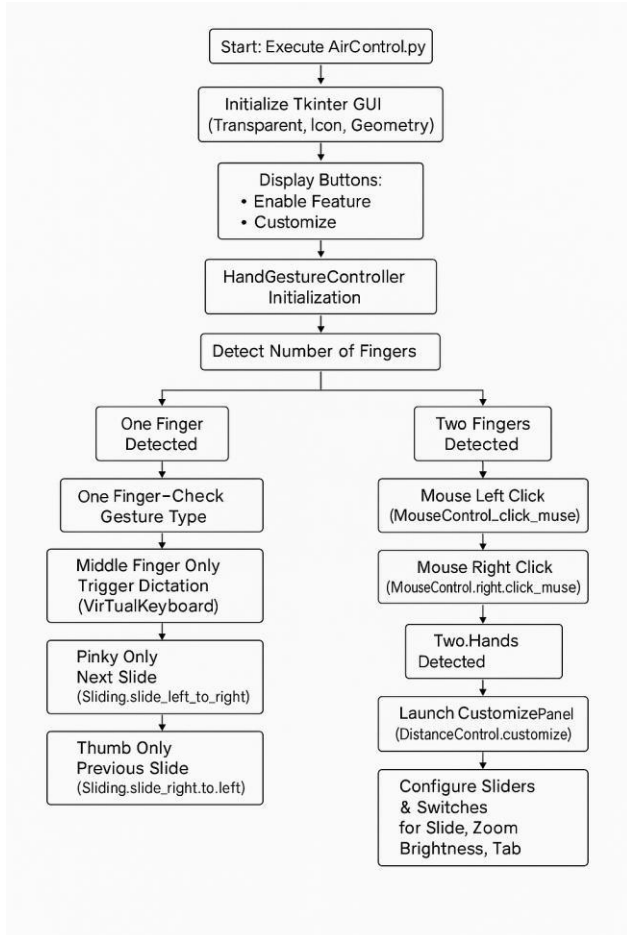 Start: Execute AirControl.py
Initialize Tkinter GUI
(Transparent, Icon, Geometry)
Display Buttons:
• Enable Feature
• Customize
HandGestureController
Initialization
Detect Number of Fingers
One Finger
Detected
One Finger–Check
Gesture Type
Middle Finger Only
Trigger Dictation
(VirTualKeyboard)
Pinky Only
Next Slide
(Sliding.slide_left_to_right)
Thumb Only
Previous Slide
(Sliding.slide_right.to.left)
Two Fingers
Detected
Mouse Left Click
(MouseControl_click_muse)
Mouse Right Click
(MouseControl.right.click_muse)
Two.Hands
Detected
Launch CustomizePanel
(DistanceControl.customize)
Configure Sliders
& Switches
for Slide, Zoom
Brightness, Tab